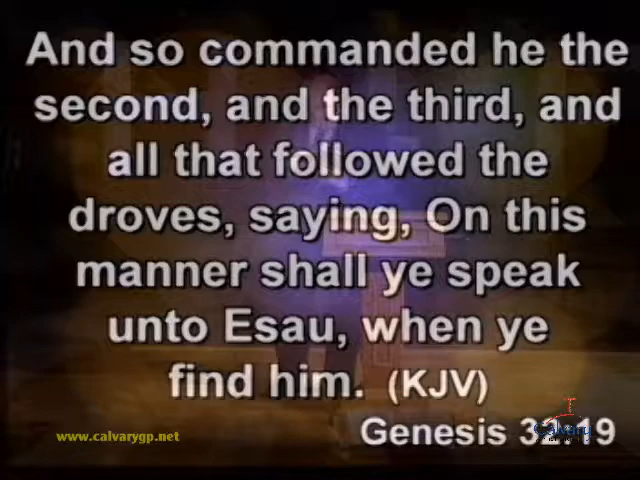 And so commanded he the
second, and the third, and
all that followed the
droves, saying, On this
manner shall ye speak
unto Esau, when ye
find him. (KJV)
Genesis 32:19
www.calvarygp.net
Calvary